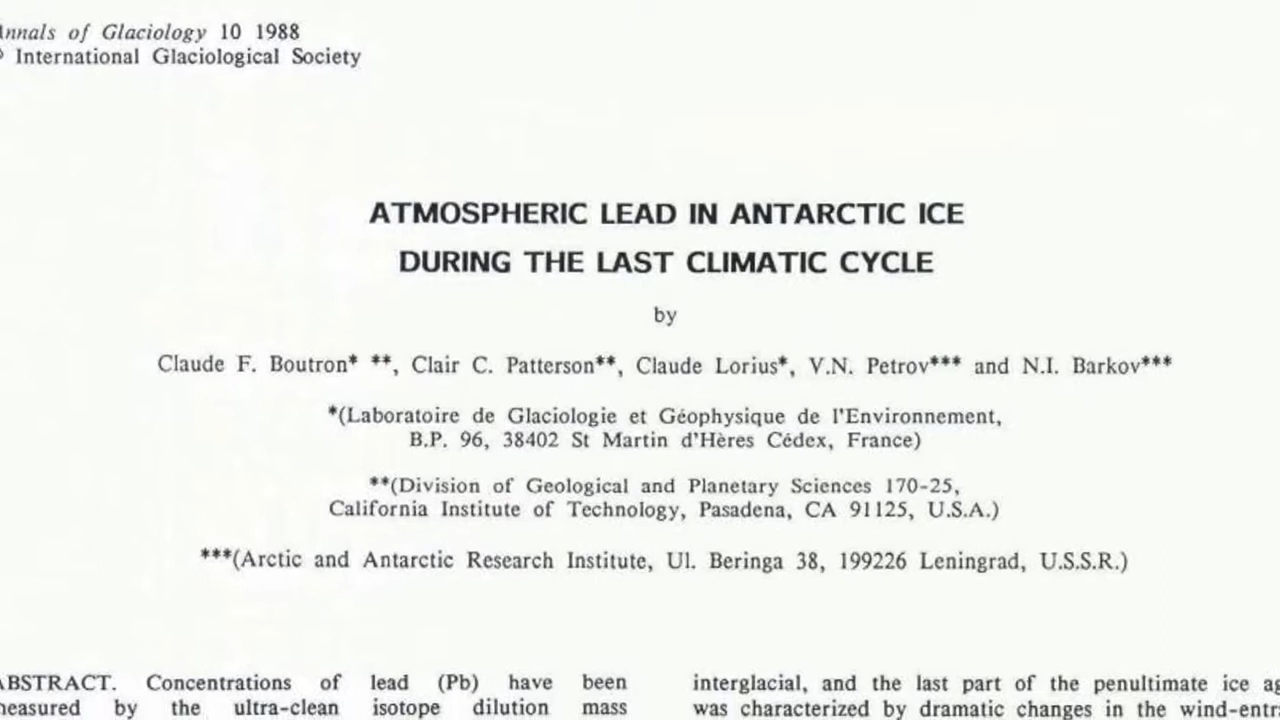 Annals of Glaciology 10 1988
International Glaciological Society
ATMOSPHERIC LEAD IN ANTARCTIC ICE
DURING THE LAST CLIMATIC CYCLE
by
Claude F. Boutron* **, Clair C. Patterson**, Claude Lorius*, V.N. Petrov*** and N.I. Barkov***
*(Laboratoire de Glaciologie et Géophysique de l'Environnement,
B.P. 96, 38402 St Martin d'Hères Cédex, France)
**(Division of Geological and Planetary Sciences 170-25,
California Institute of Technology, Pasadena, CA 91125, U.S.A.)
***(Arctic and Antarctic Research Institute, Ul. Beringa 38, 199226 Leningrad, U.S.S.R.)
ABSTRACT. Concentrations of lead (Pb) have been
measured by the ultra-clean isotope dilution mass
interglacial, and the last part of the penultimate ice
was characterized by dramatic changes in the